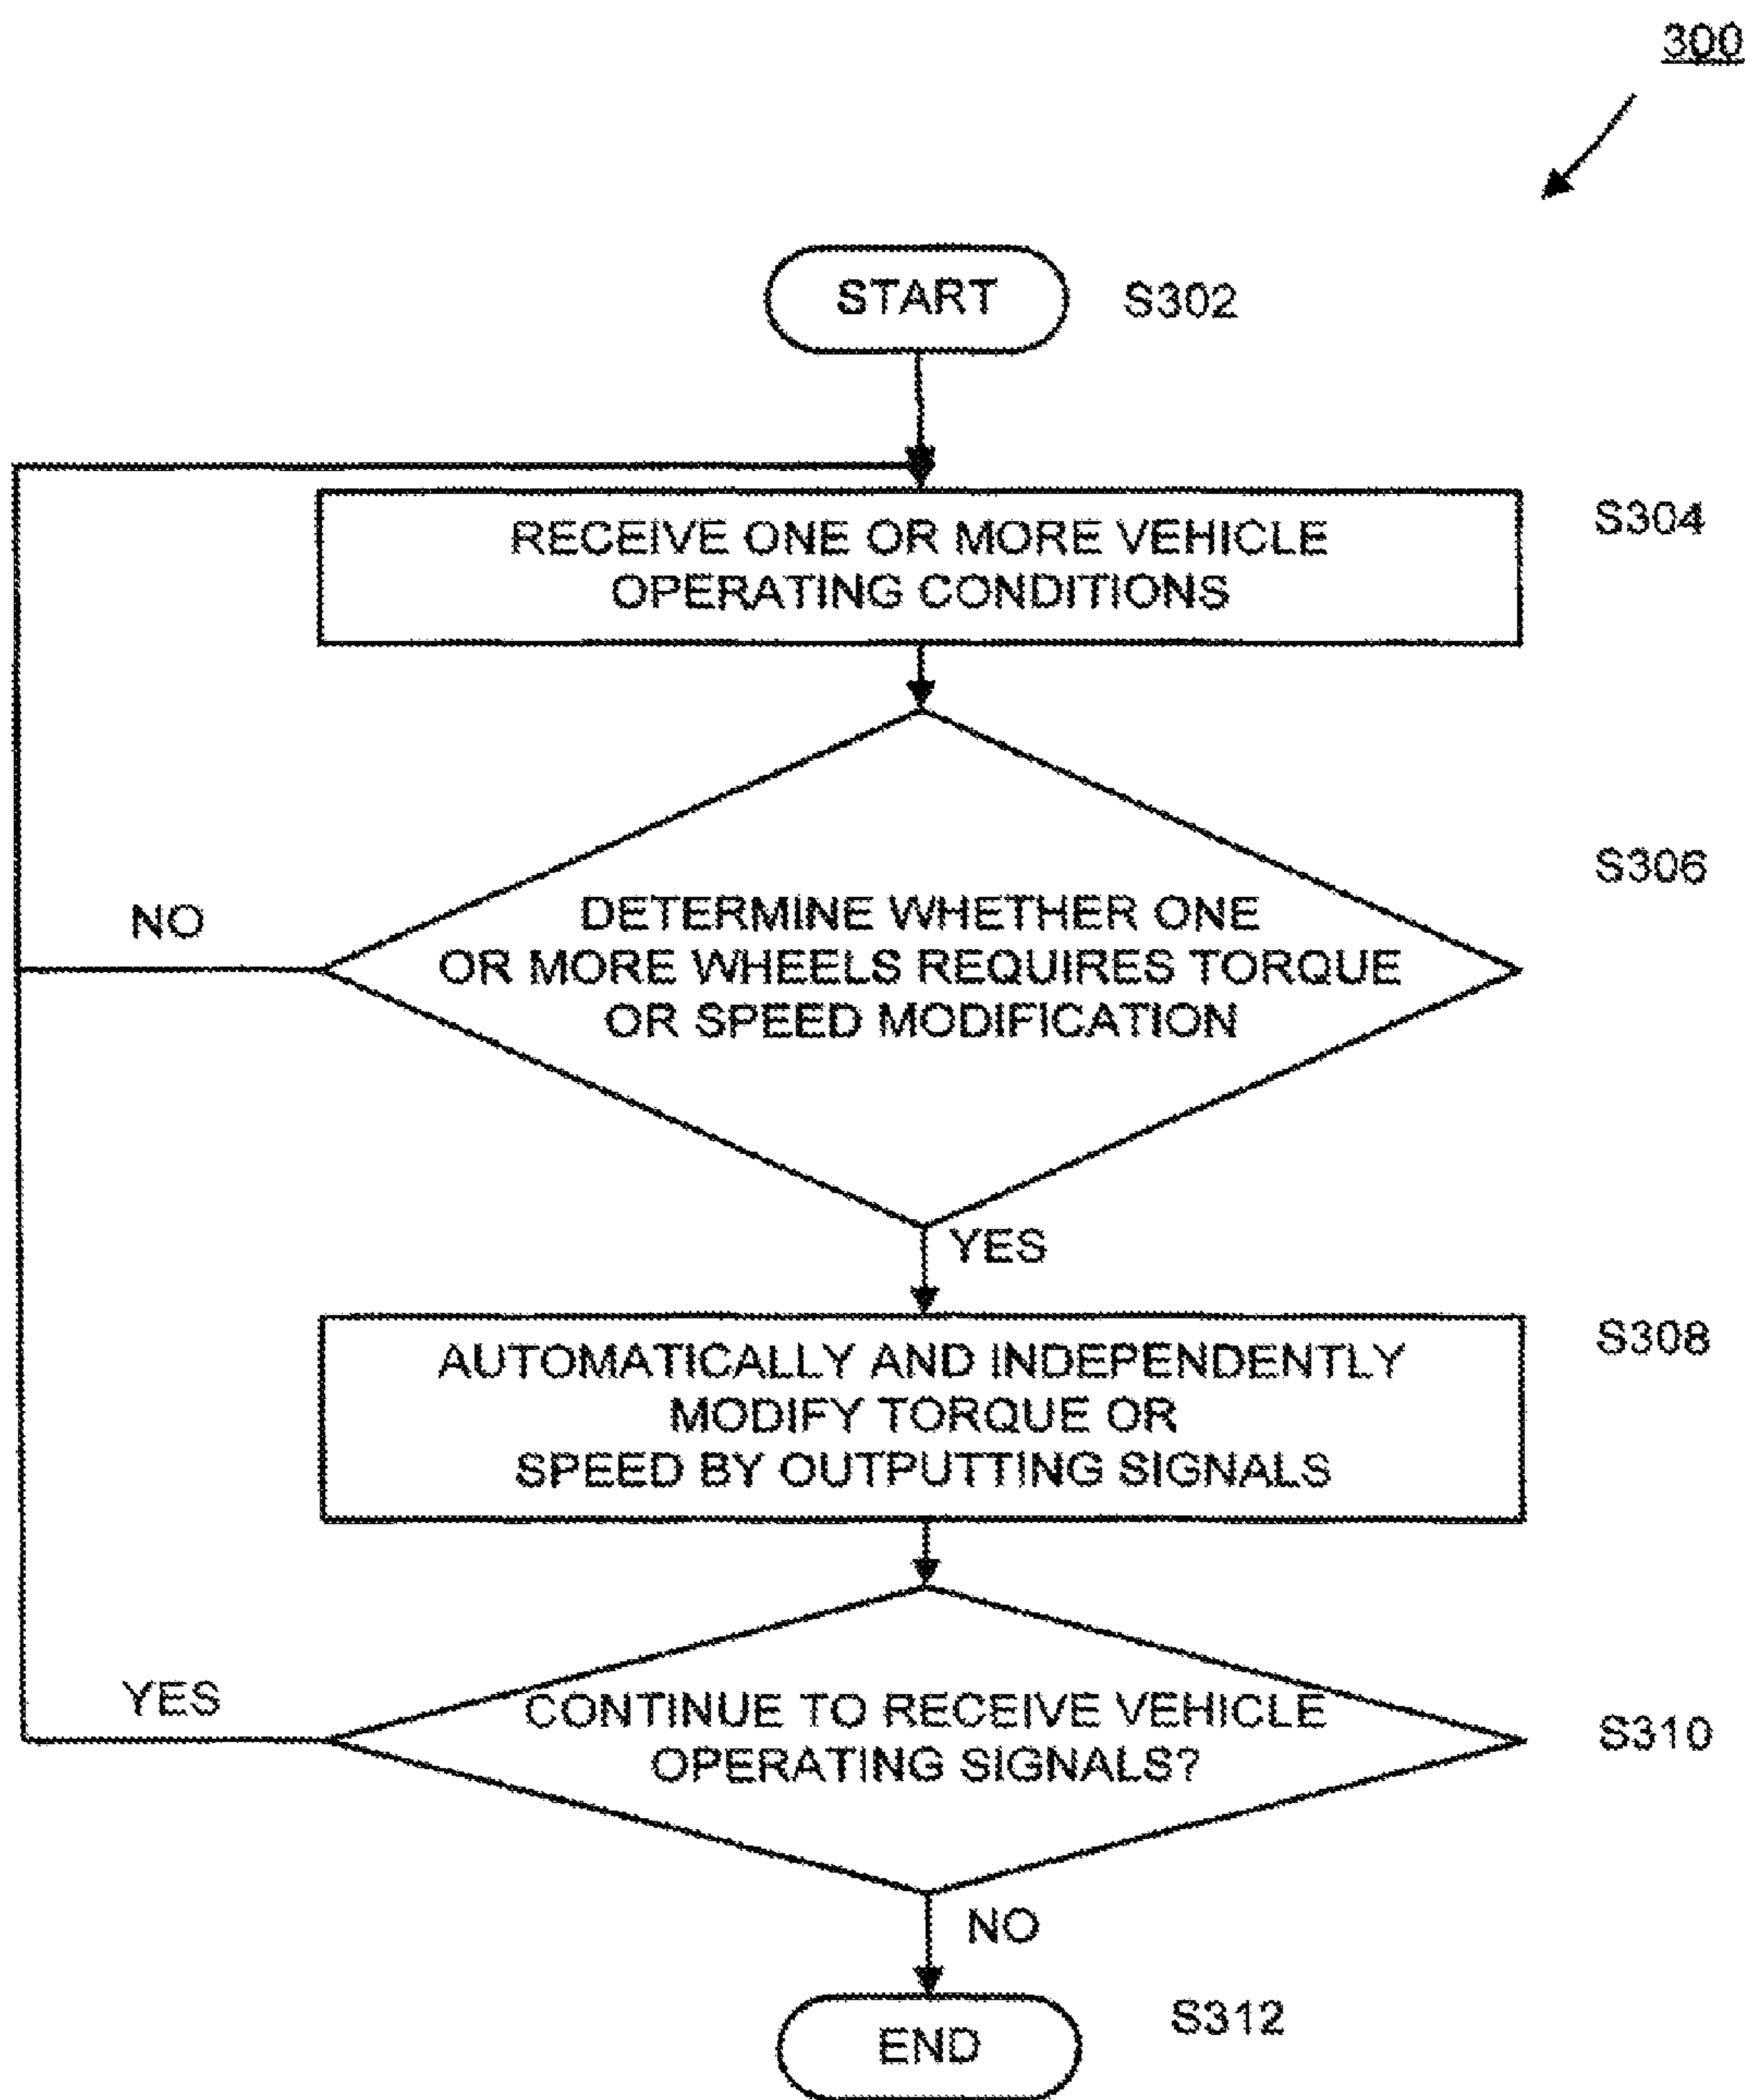 300
START
S302
RECEIVE ONE OR MORE VEHICLE
OPERATING CONDITIONS
S304
DETERMINE WHETHER ONE
OR MORE WHEELS REQUIRES TORQUE
OR SPEED MODIFICATION
S306
NO
YES
AUTOMATICALLY AND INDEPENDENTLY
MODIFY TORQUE OR
SPEED BY OUTPUTTING SIGNALS
S308
CONTINUE TO RECEIVE VEHICLE
OPERATING SIGNALS?
S310
YES
NO
END
S312